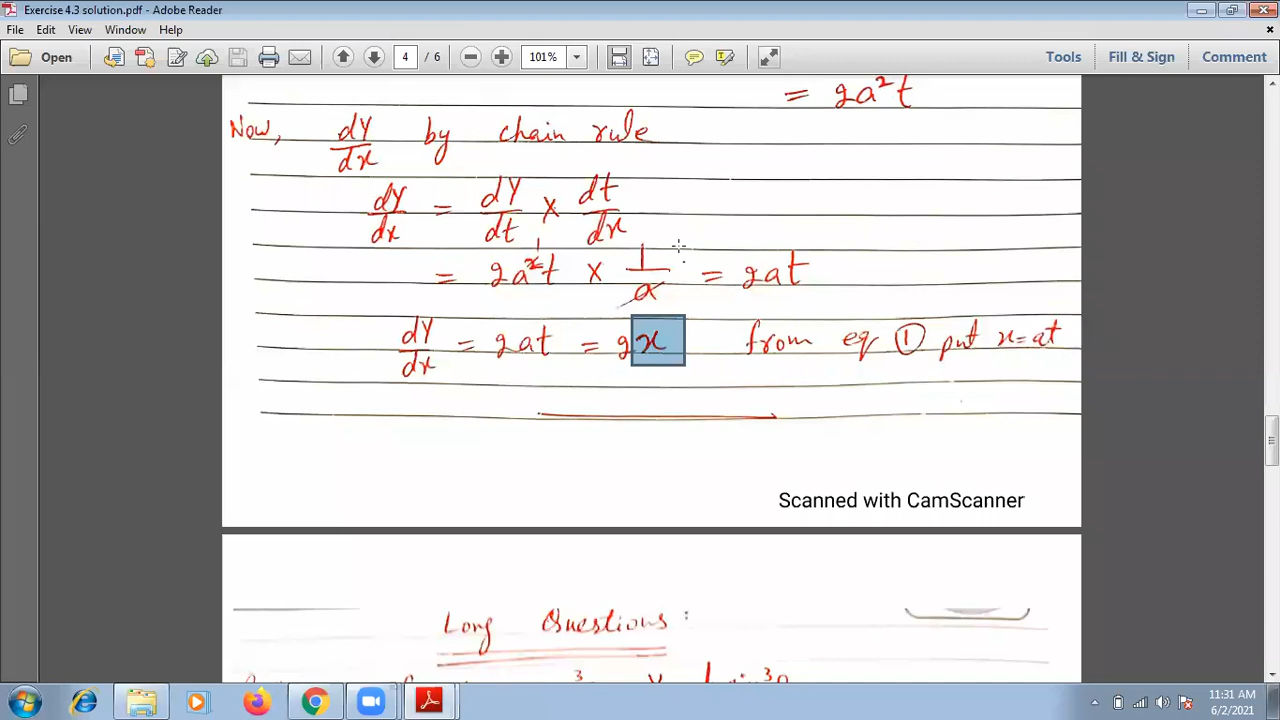 Exercise 4.3 solution.pdf - Adobe Reader
File Edit View Window Help
Open 4 / 6 101% Tools Fill & Sign Comment
= 2a²t
Now, dY/dx by chain rule
dY/dx = dY/dt × dt/dx
= 2a²t × 1/a = 2at
dY/dx = 2at = 2x from eq ① put x=at
Scanned with CamScanner
Long Questions :
11:31 AM
6/2/2021